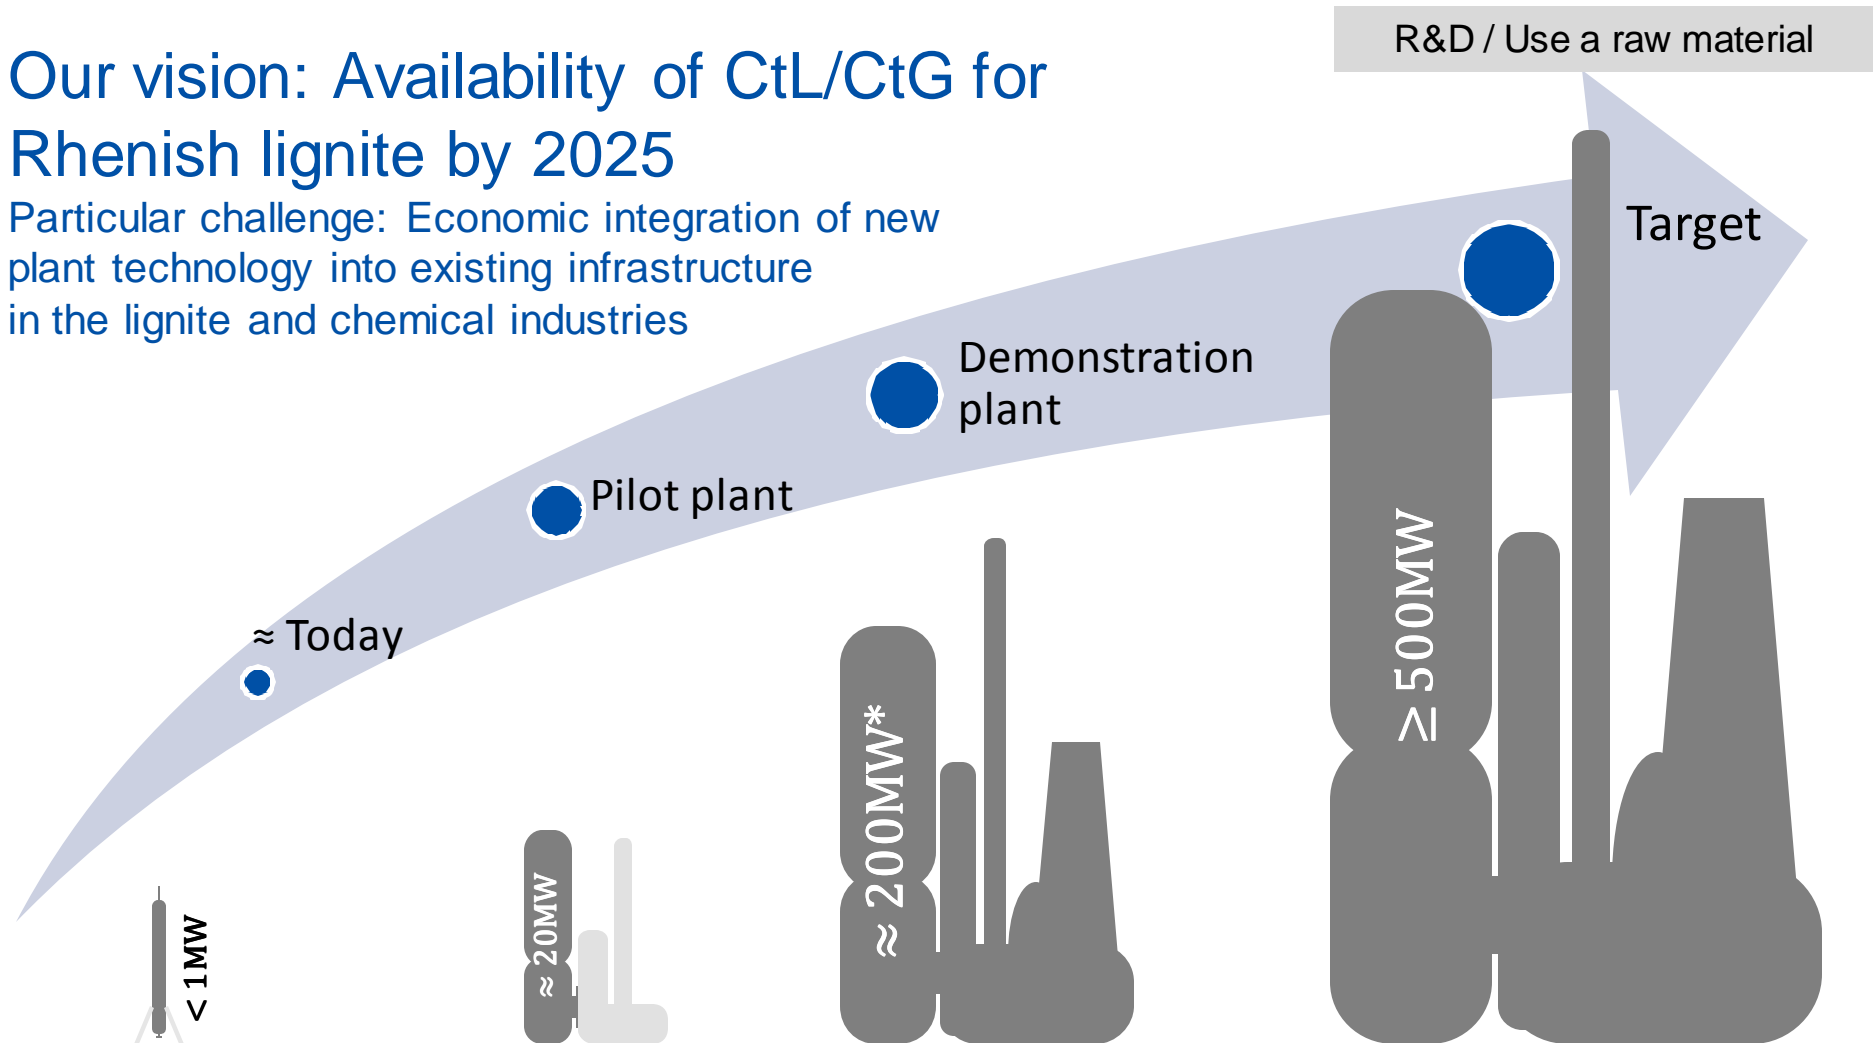 R&D / Use a raw material
Our vision: Availability of CtL/CtG for
Rhenish lignite by 2025
Particular challenge: Economic integration of new
plant technology into existing infrastructure
in the lignite and chemical industries
Target
Demonstration
plant
Pilot plant
≈ Today
< 1MW
≈ 20MW
≈ 200MW*
≥ 500MW